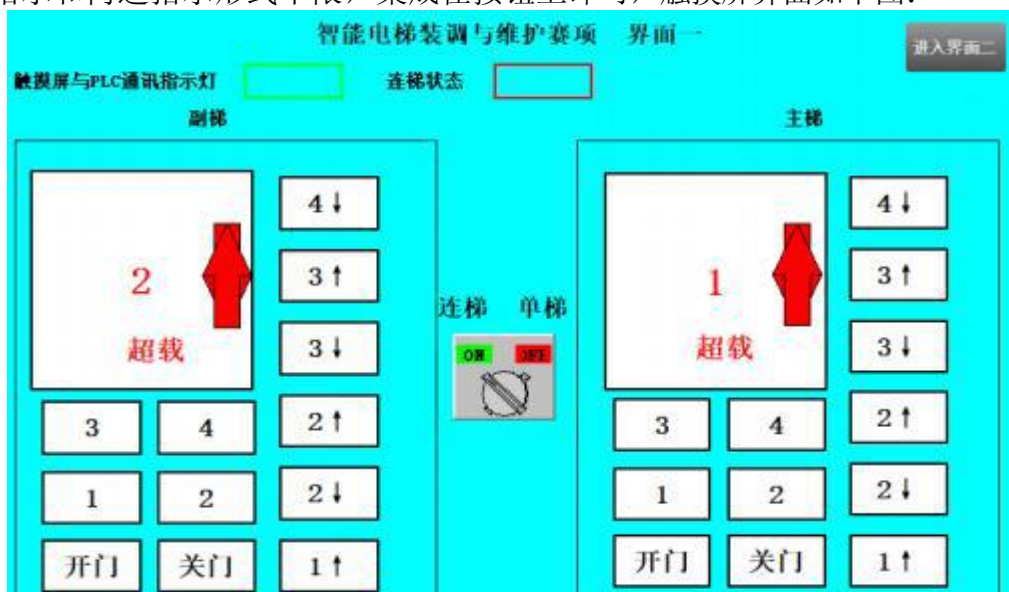 智能电梯装调与维护赛项 界面一
进入界面二
触摸屏与PLC通讯指示灯
连梯状态
副梯
主梯
2
超载
4↓
3↑
3↓
2↑
2↓
1↑
3
4
1
2
开门
关门
连梯 单梯
ON OFF
1
超载
4↓
3↑
3↓
2↑
2↓
1↑
3
4
1
2
开门
关门